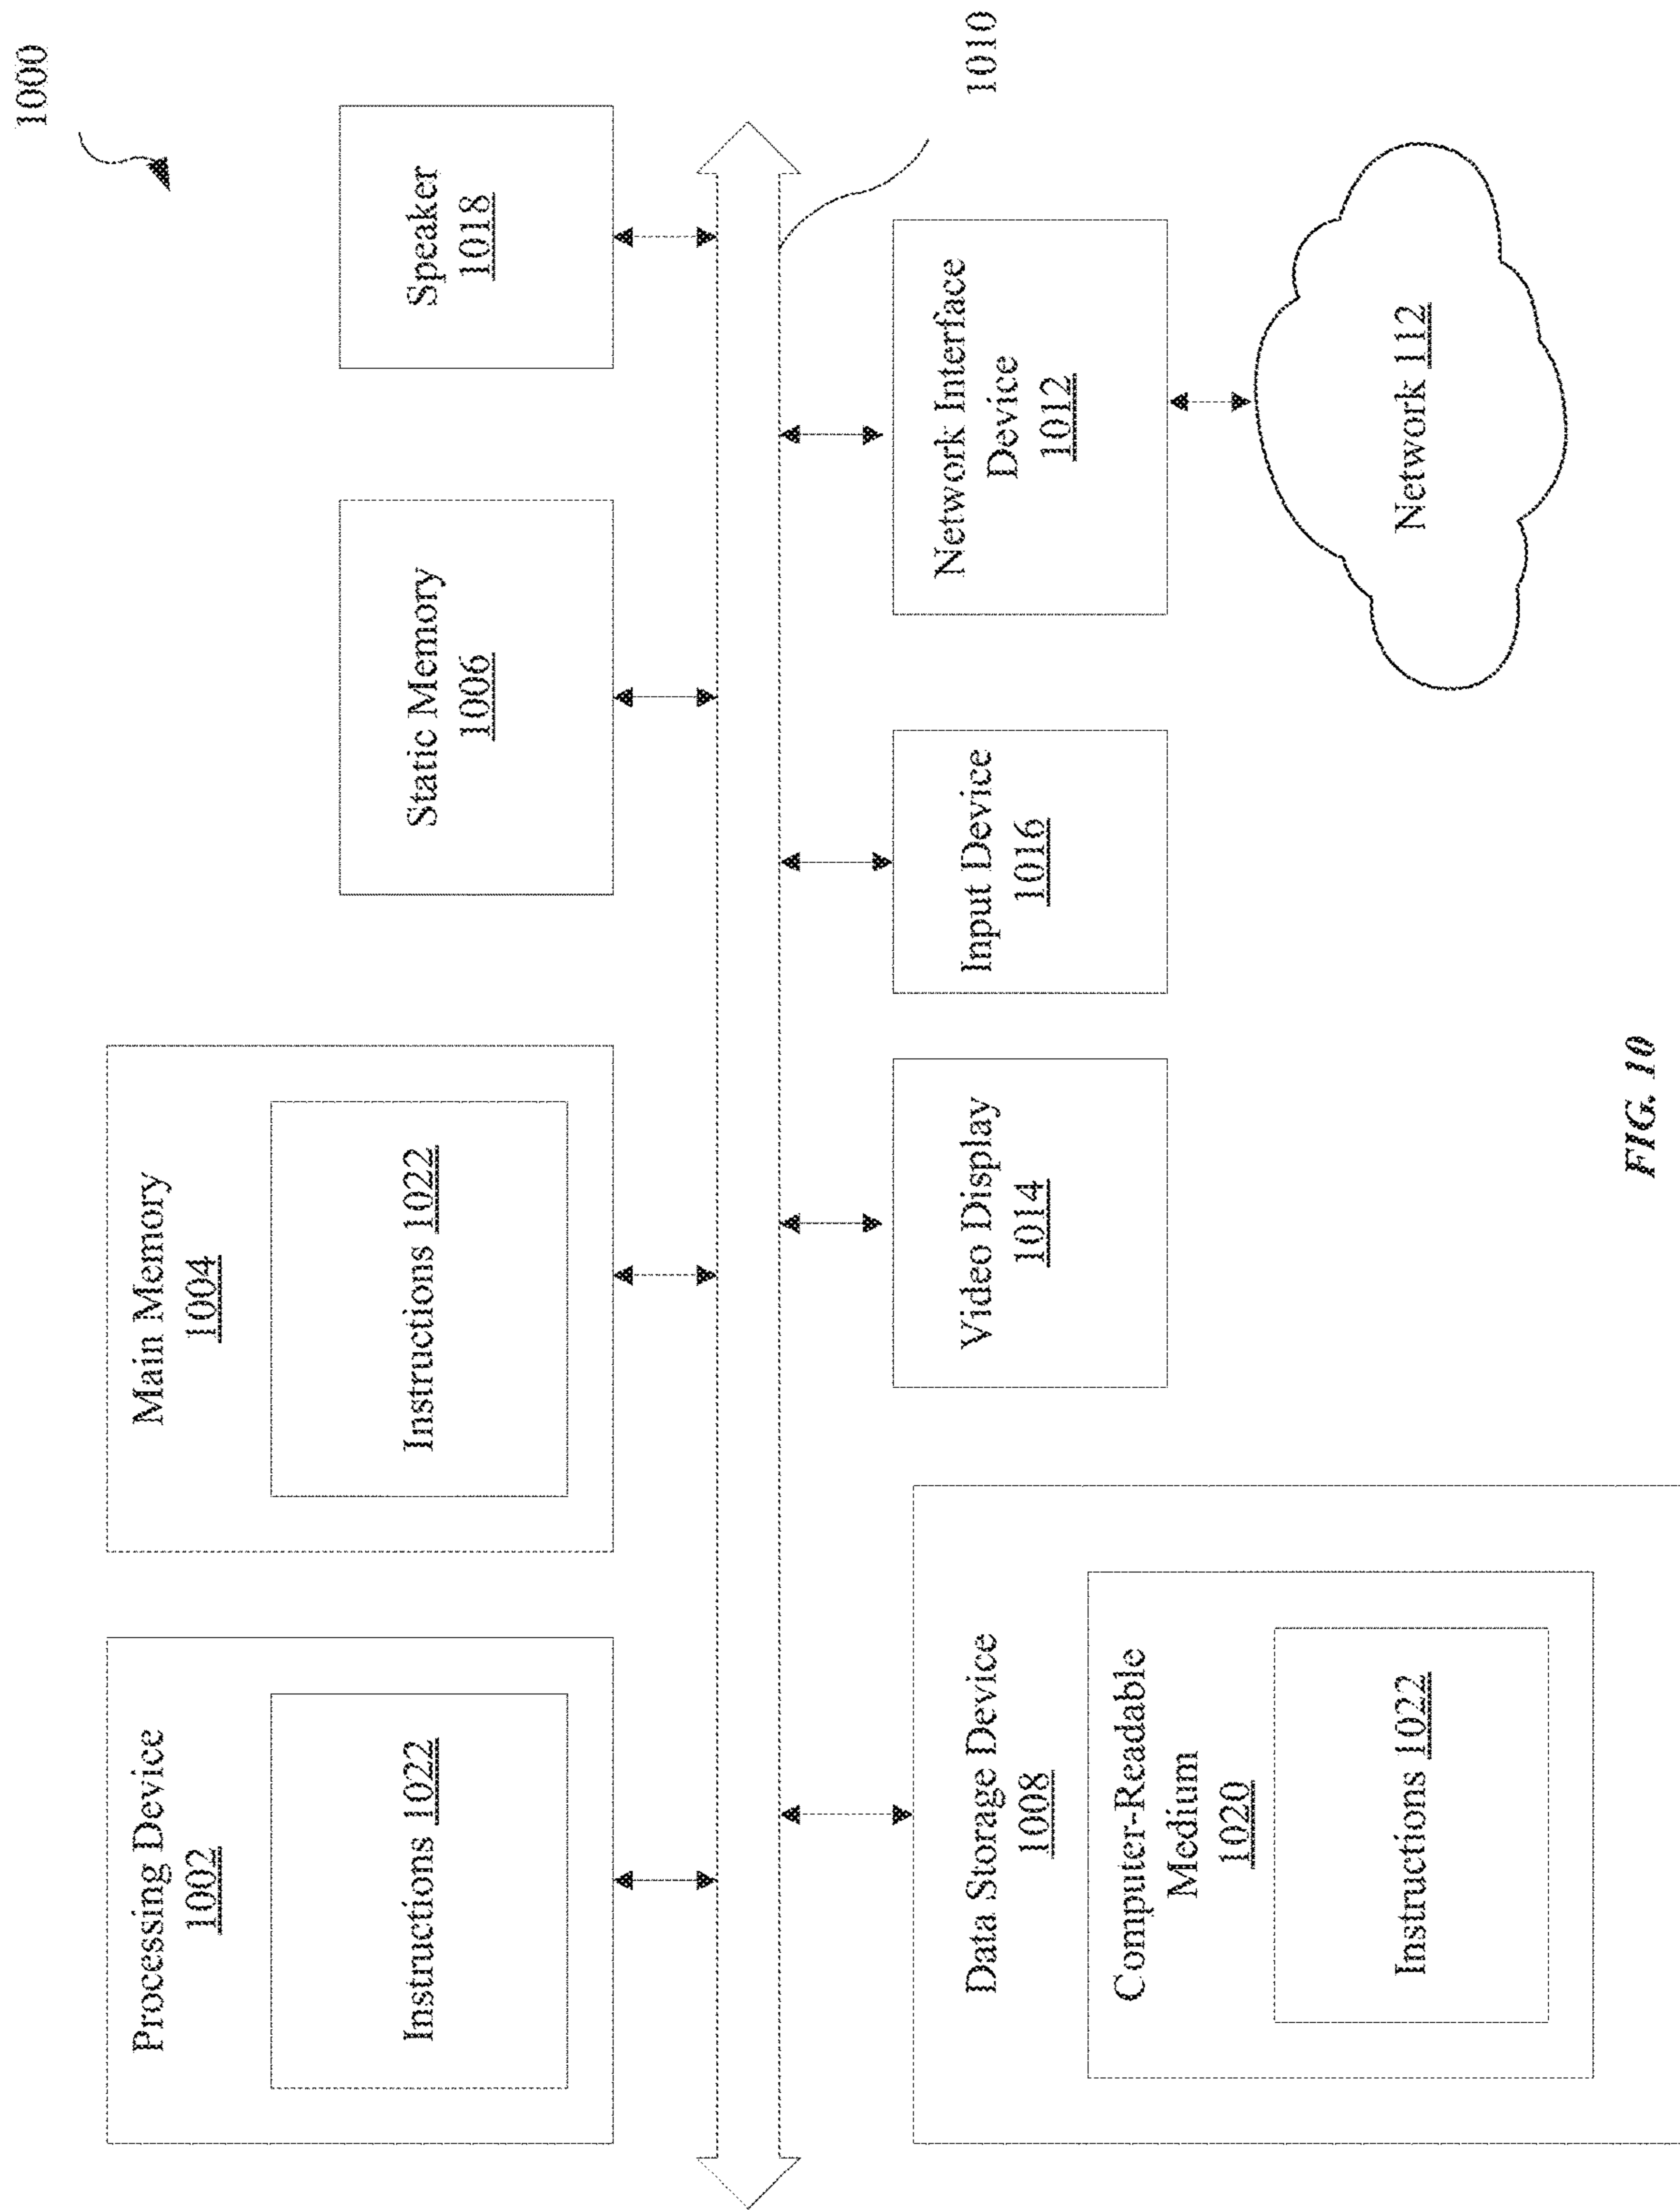 1000
Processing Device
1002
Instructions 1022
Main Memory
1004
Instructions 1022
Static Memory
1006
Speaker
1018
1010
Data Storage Device
1008
Computer-Readable
Medium
1020
Instructions 1022
Video Display
1014
Input Device
1016
Network Interface
Device
1012
Network 112
FIG. 10